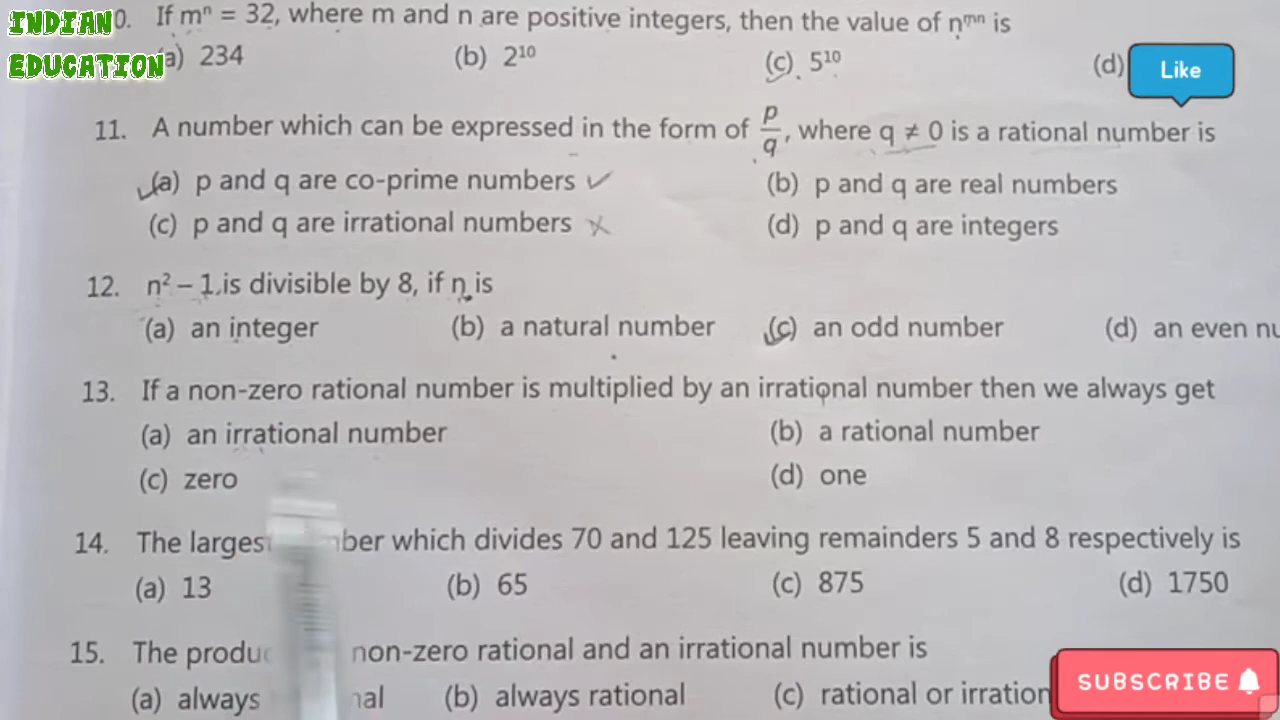 INDIAN
EDUCATION
0. If mⁿ = 32, where m and n are positive integers, then the value of nᵐⁿ is
(a) 234 (b) 2¹⁰ (c) 5¹⁰ (d)
Like
11. A number which can be expressed in the form of p/q, where q ≠ 0 is a rational number is
(a) p and q are co-prime numbers (b) p and q are real numbers
(c) p and q are irrational numbers (d) p and q are integers
12. n² – 1 is divisible by 8, if n is
(a) an integer (b) a natural number (c) an odd number (d) an even nu
13. If a non-zero rational number is multiplied by an irrational number then we always get
(a) an irrational number (b) a rational number
(c) zero (d) one
14. The largest which divides 70 and 125 leaving remainders 5 and 8 respectively is
(a) 13 (b) 65 (c) 875 (d) 1750
15. The non-zero rational and an irrational number is
(a) always (b) always rational (c) rational or
SUBSCRIBE